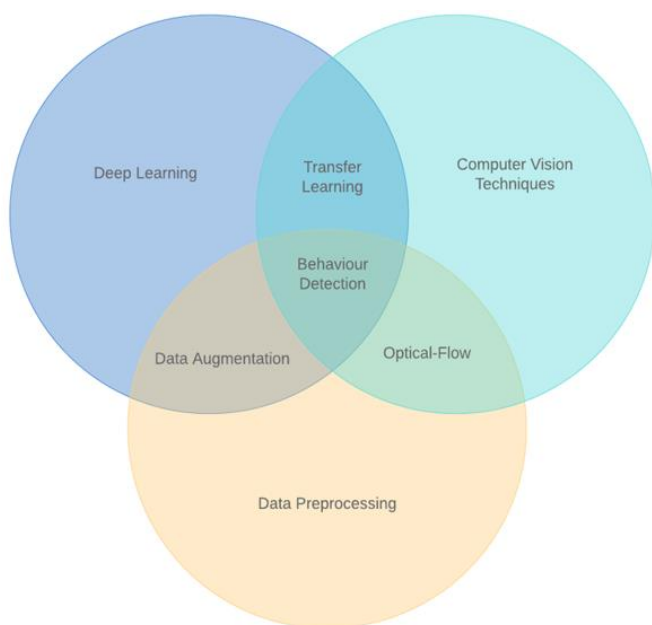 Deep Learning
Transfer
Learning
Computer Vision
Techniques
Behaviour
Detection
Data Augmentation
Optical-Flow
Data Preprocessing